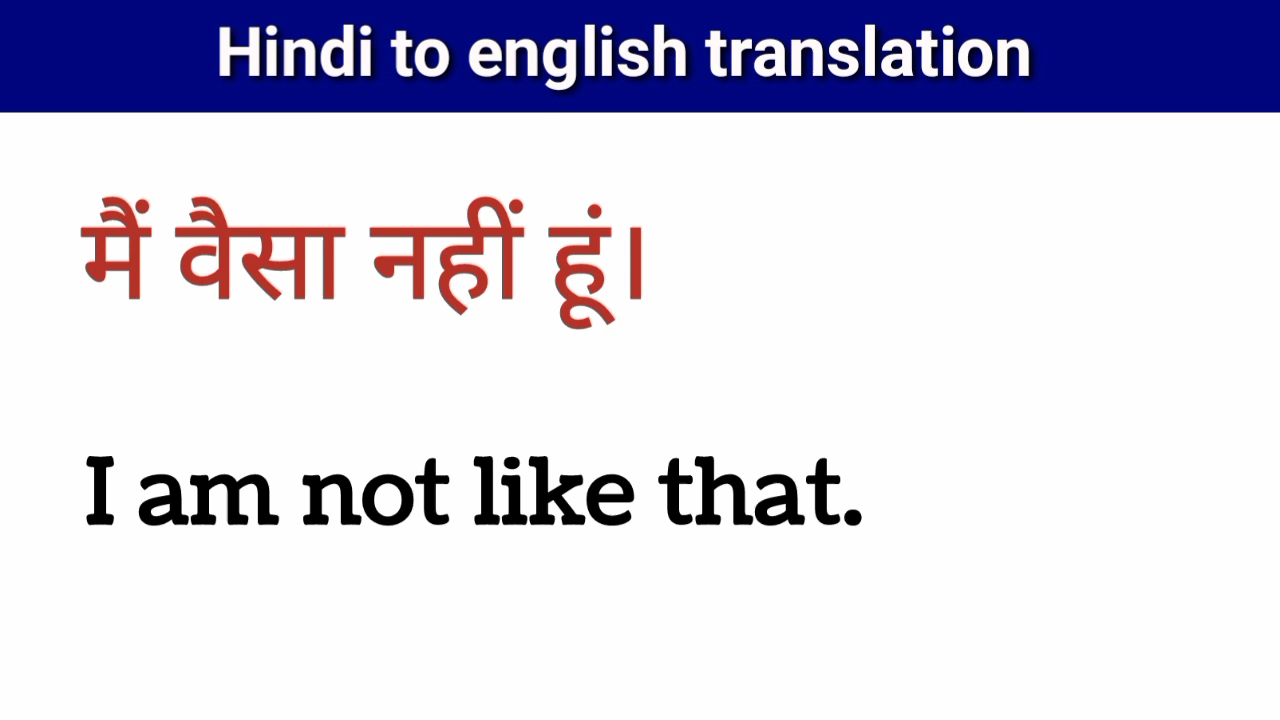 Hindi to english translation
मैं वैसा नहीं हूं।
I am not like that.